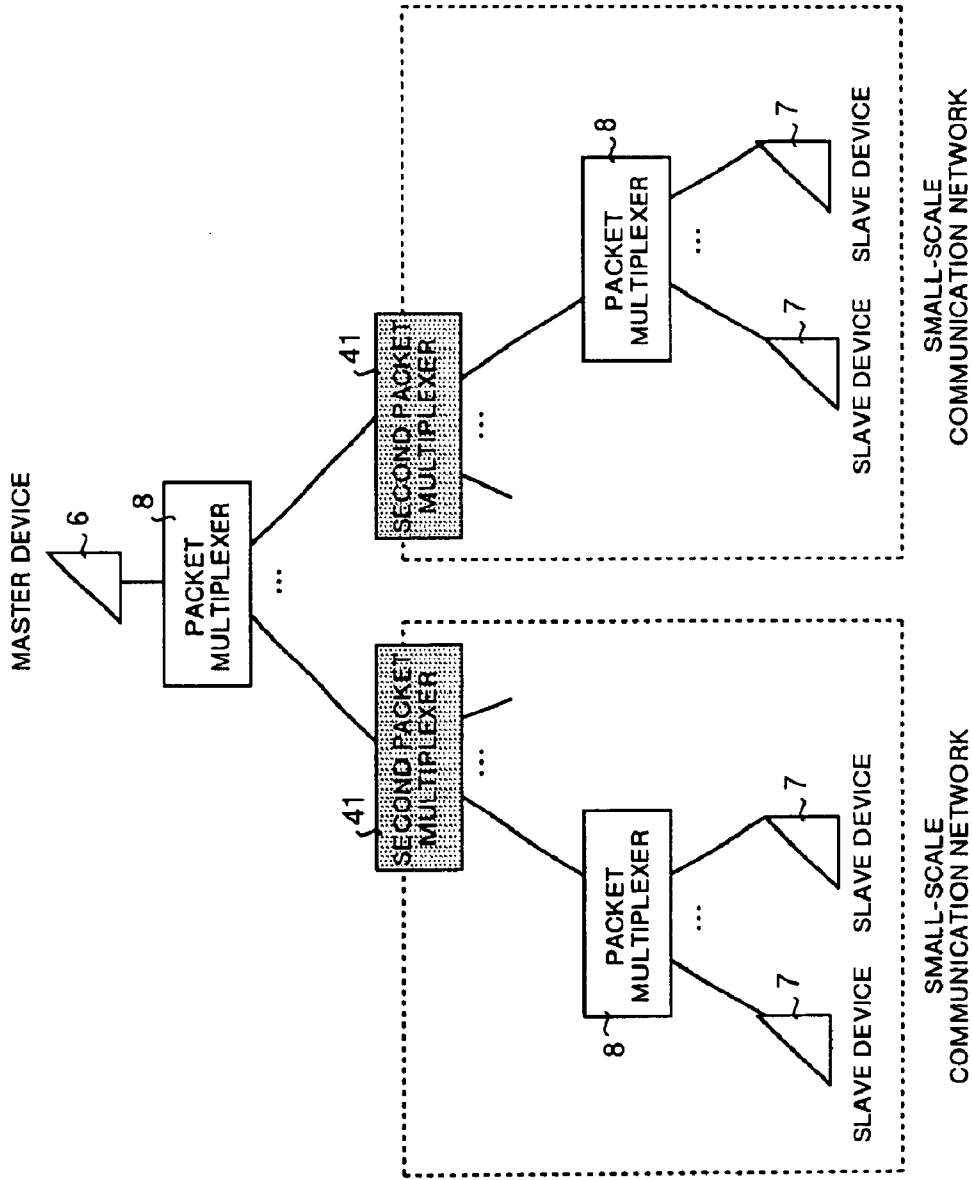 MASTER DEVICE
6
8
PACKET
MULTIPLEXER
...
41
SECOND PACKET
MULTIPLEXER
...
41
SECOND PACKET
MULTIPLEXER
...
8
PACKET
MULTIPLEXER
...
8
PACKET
MULTIPLEXER
...
7
SLAVE DEVICE
7
SLAVE DEVICE
7
SLAVE DEVICE
7
SLAVE DEVICE
SMALL-SCALE
COMMUNICATION NETWORK
SMALL-SCALE
COMMUNICATION NETWORK